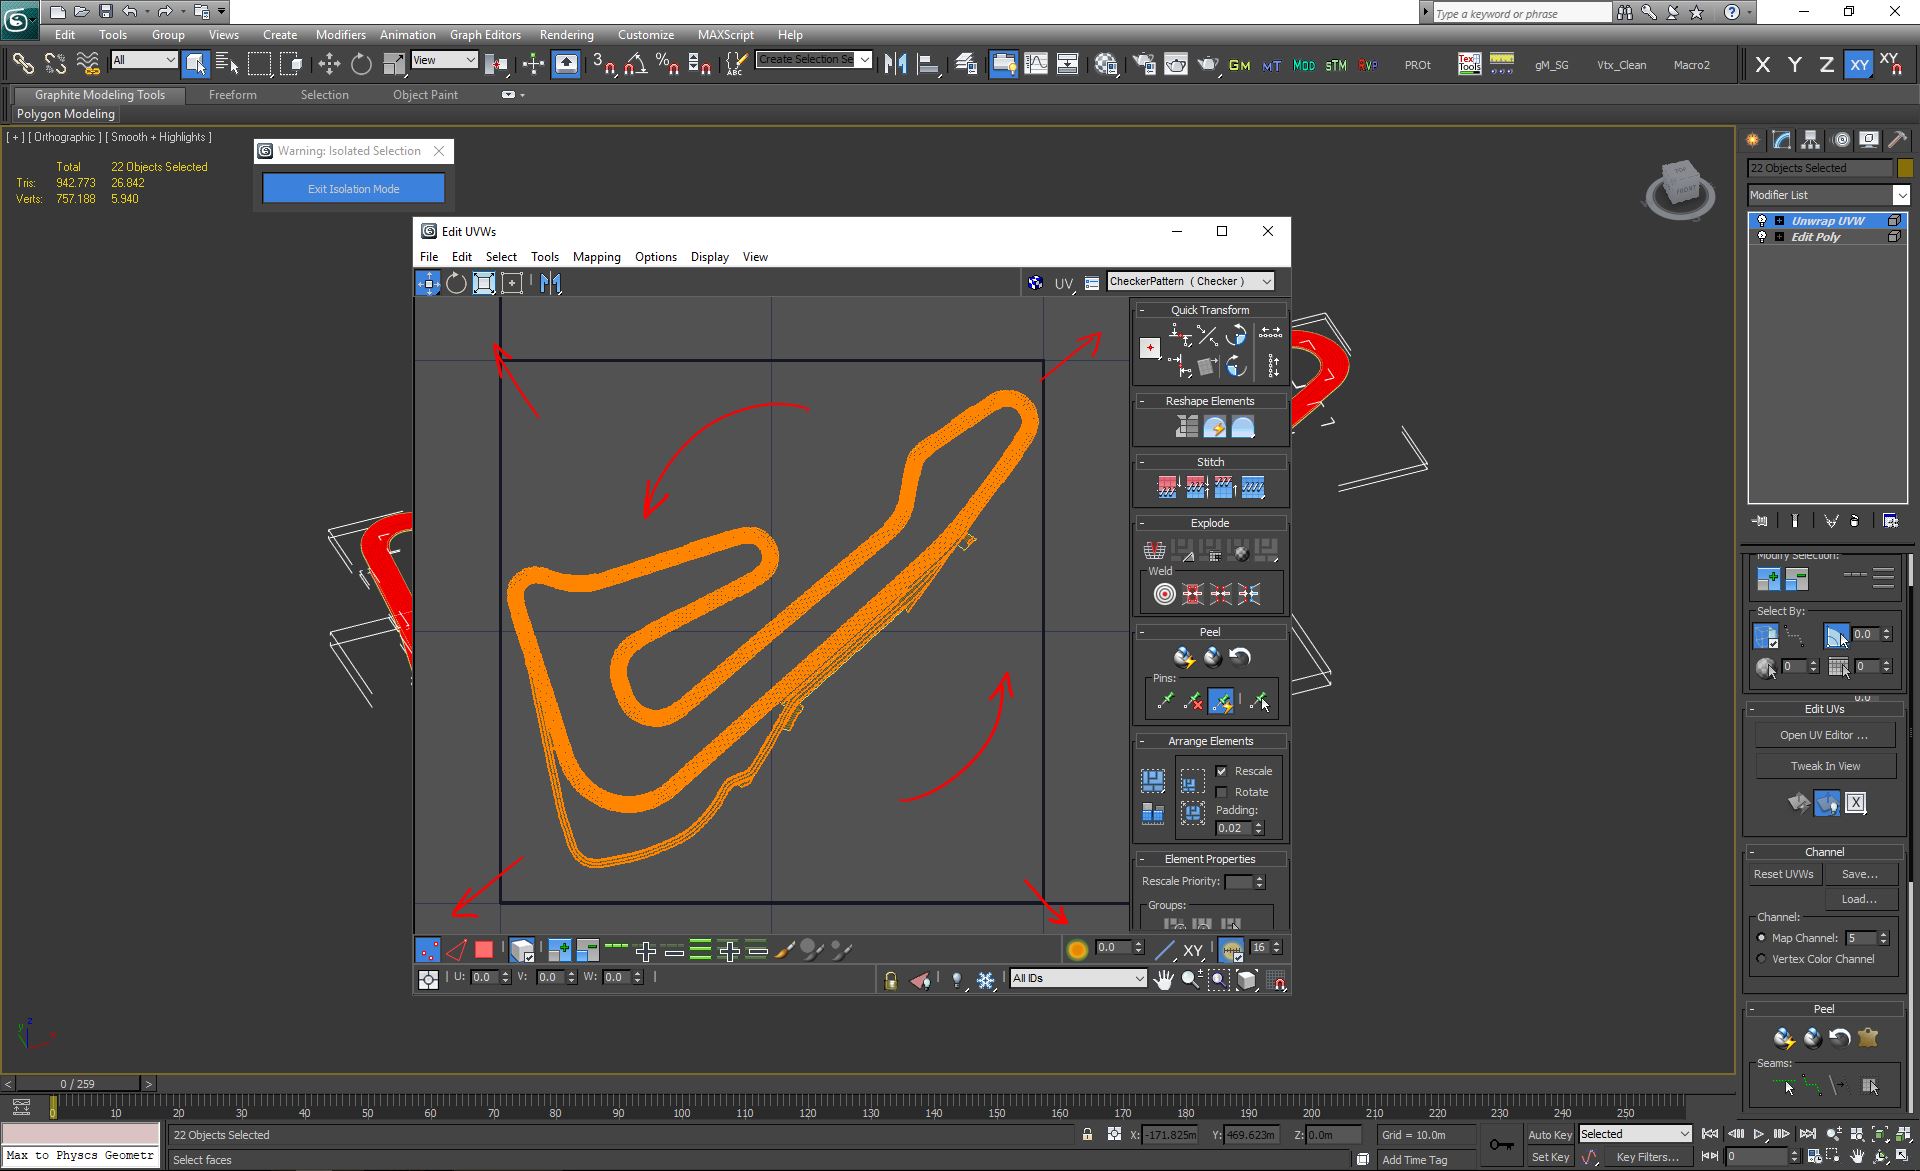 Type a keyword or phrase
Edit Tools Group Views Create Modifiers Animation Graph Editors Rendering Customize MAXScript Help
All View 3 % ABC Create Selection Se GM MT MOD sTM RVP PROt Tex Tools gM_SG Vtx_Clean Macro2 X Y Z XY XY
Graphite Modeling Tools Freeform Selection Object Paint
Polygon Modeling
[ + ] [ Orthographic ] [ Smooth + Highlights ]
Total 22 Objects Selected
Tris: 942.773 26.842
Verts: 757.188 5.940
Warning: Isolated Selection
Exit Isolation Mode
TOP
FRONT
Edit UVWs
File Edit Select Tools Mapping Options Display View
UV CheckerPattern ( Checker )
- Quick Transform
- Reshape Elements
- Stitch
- Explode
Weld
- Peel
Pins:
- Arrange Elements
Rescale
Rotate
Padding:
0.02
- Element Properties
Rescale Priority:
Groups:
0.0 XY 16
U: 0.0 V: 0.0 W: 0.0 All IDs
22 Objects Selected
Modifier List
Unwrap UVW
Edit Poly
Modify Selection:
Select By:
0.0
0 0
0.0
- Edit UVs
Open UV Editor ...
Tweak In View
X
- Channel
Reset UVWs Save...
Load...
Channel:
Map Channel: 5
Vertex Color Channel
- Peel
Seams:
z
y
x
< 0 / 259 >
0 10 20 30 40 50 60 70 80 90 100 110 120 130 140 150 160 170 180 190 200 210 220 230 240 250
22 Objects Selected X: -171.825m Y: 469.623m Z: 0.0m Grid = 10.0m Auto Key Selected
Max to Physcs Geometr Select faces Add Time Tag Set Key Key Filters... 0